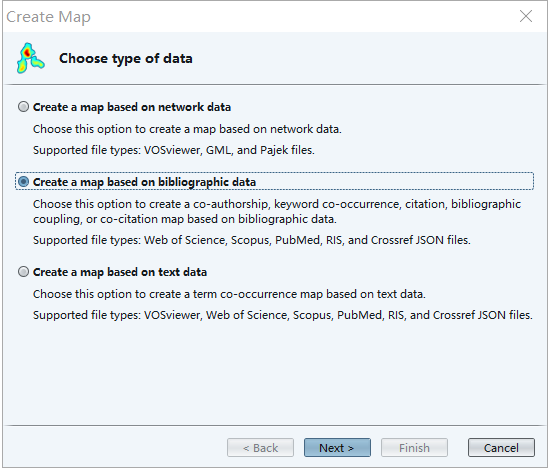 Create Map
Choose type of data
Create a map based on network data
Choose this option to create a map based on network data.
Supported file types: VOSviewer, GML, and Pajek files.
Create a map based on bibliographic data
Choose this option to create a co-authorship, keyword co-occurrence, citation, bibliographic
coupling, or co-citation map based on bibliographic data.
Supported file types: Web of Science, Scopus, PubMed, RIS, and Crossref JSON files.
Create a map based on text data
Choose this option to create a term co-occurrence map based on text data.
Supported file types: VOSviewer, Web of Science, Scopus, PubMed, RIS, and Crossref JSON files.
< Back Next > Finish Cancel